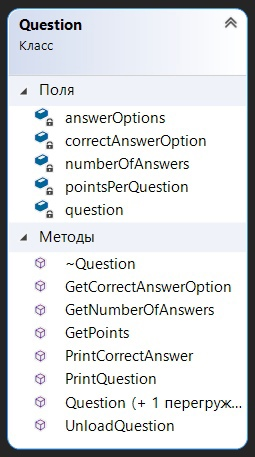 Question
Класс
Поля
answerOptions
correctAnswerOption
numberOfAnswers
pointsPerQuestion
question
Методы
~Question
GetCorrectAnswerOption
GetNumberOfAnswers
GetPoints
PrintCorrectAnswer
PrintQuestion
Question (+ 1 перегруж...
UnloadQuestion